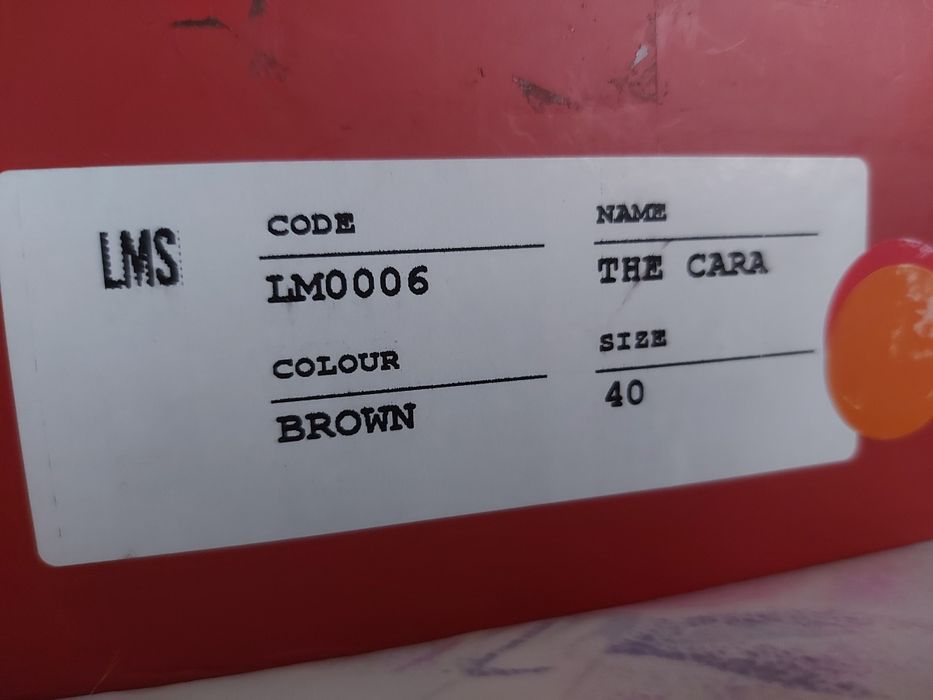 LMS
CODE
LM0006
NAME
THE CARA
COLOUR
BROWN
SIZE
40